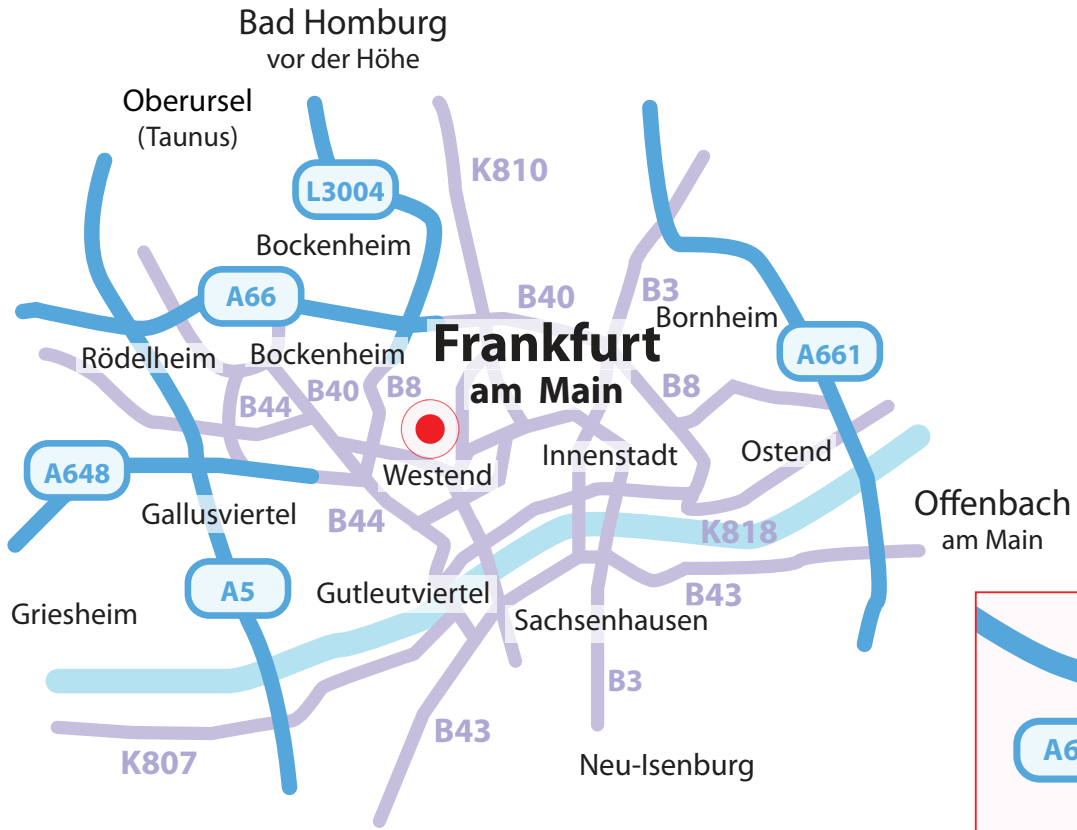 Bad Homburg
vor der Höhe
Oberursel
(Taunus)
K810
L3004
Bockenheim
A66
B40
B3
Bornheim
Rödelheim
Bockenheim
Frankfurt
am Main
A661
B44
B40
B8
B8
A648
Westend
Innenstadt
Ostend
Gallusviertel
B44
K818
Offenbach
am Main
A5
Gutleutviertel
B43
Griesheim
Sachsenhausen
B3
B43
K807
Neu-Isenburg